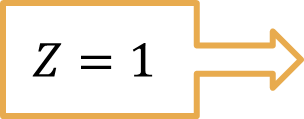 Z = 1